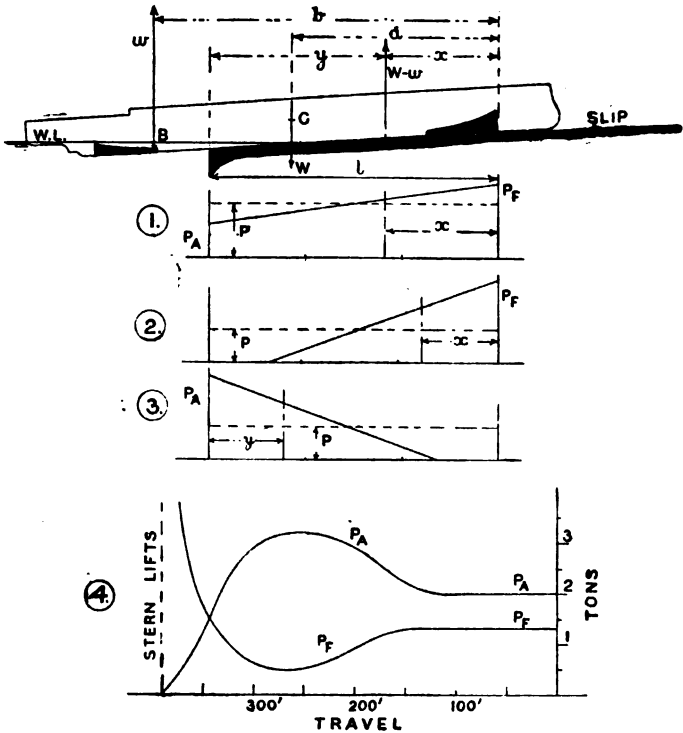 b
d
w
y
x
W-w
G
W.L.
B
SLIP
W
l
P_F
1.
P_A
P
x
2.
P_F
P
x
3.
P_A
y
P
4.
STERN LIFTS
P_A
3
P_A
2
TONS
P_F
P_F
1
300' 200' 100'
TRAVEL